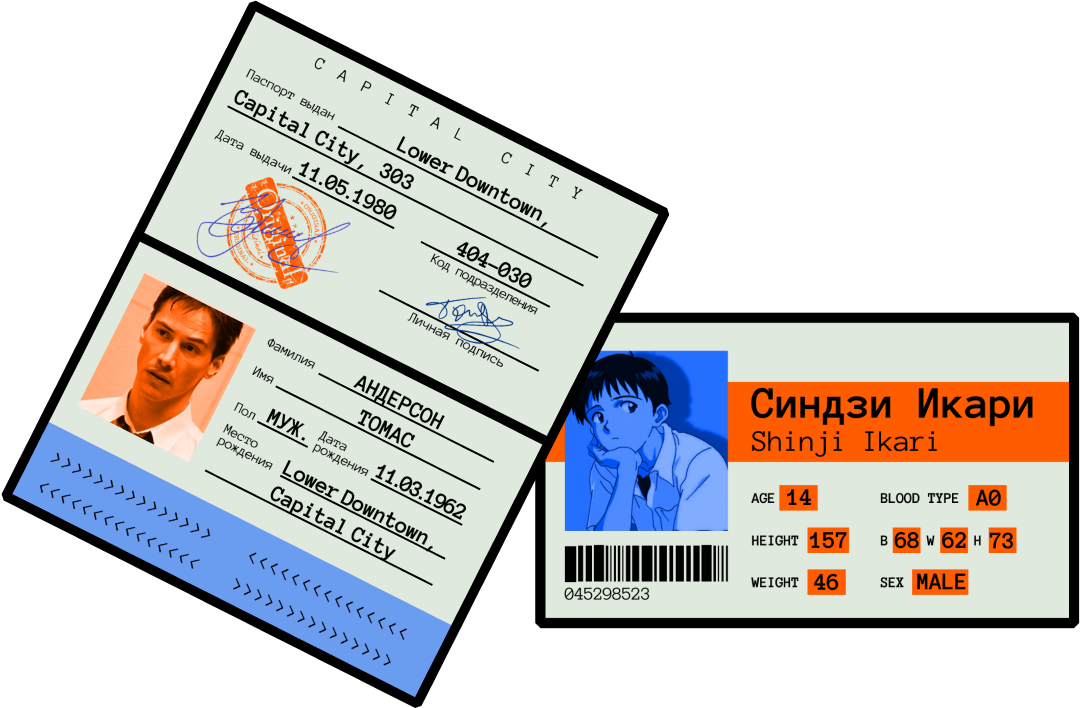 CAPITAL CITY
Паспорт выдан Lower Downtown,
Capital City, 303
Дата выдачи 11.05.1980
404-030
Код подразделения
Original
Личная подпись
Фамилия АНДЕРСОН
Имя ТОМАС
Пол МУЖ. Дата рождения 11.03.1962
Место рождения Lower Downtown,
Capital City
>>>>>>>>>>>>>> <<<<<<<<<<<<<<
<<<<<<<<<<<<<< >>>>>>>>>>>>>>
Синдзи Икари
Shinji Ikari
AGE 14 BLOOD TYPE A0
HEIGHT 157 B 68 W 62 H 73
WEIGHT 46 SEX MALE
045298523